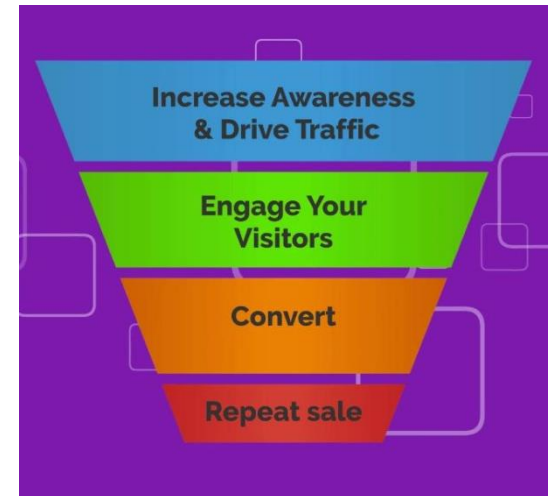 Increase Awareness
& Drive Traffic
Engage Your
Visitors
Convert
Repeat sale